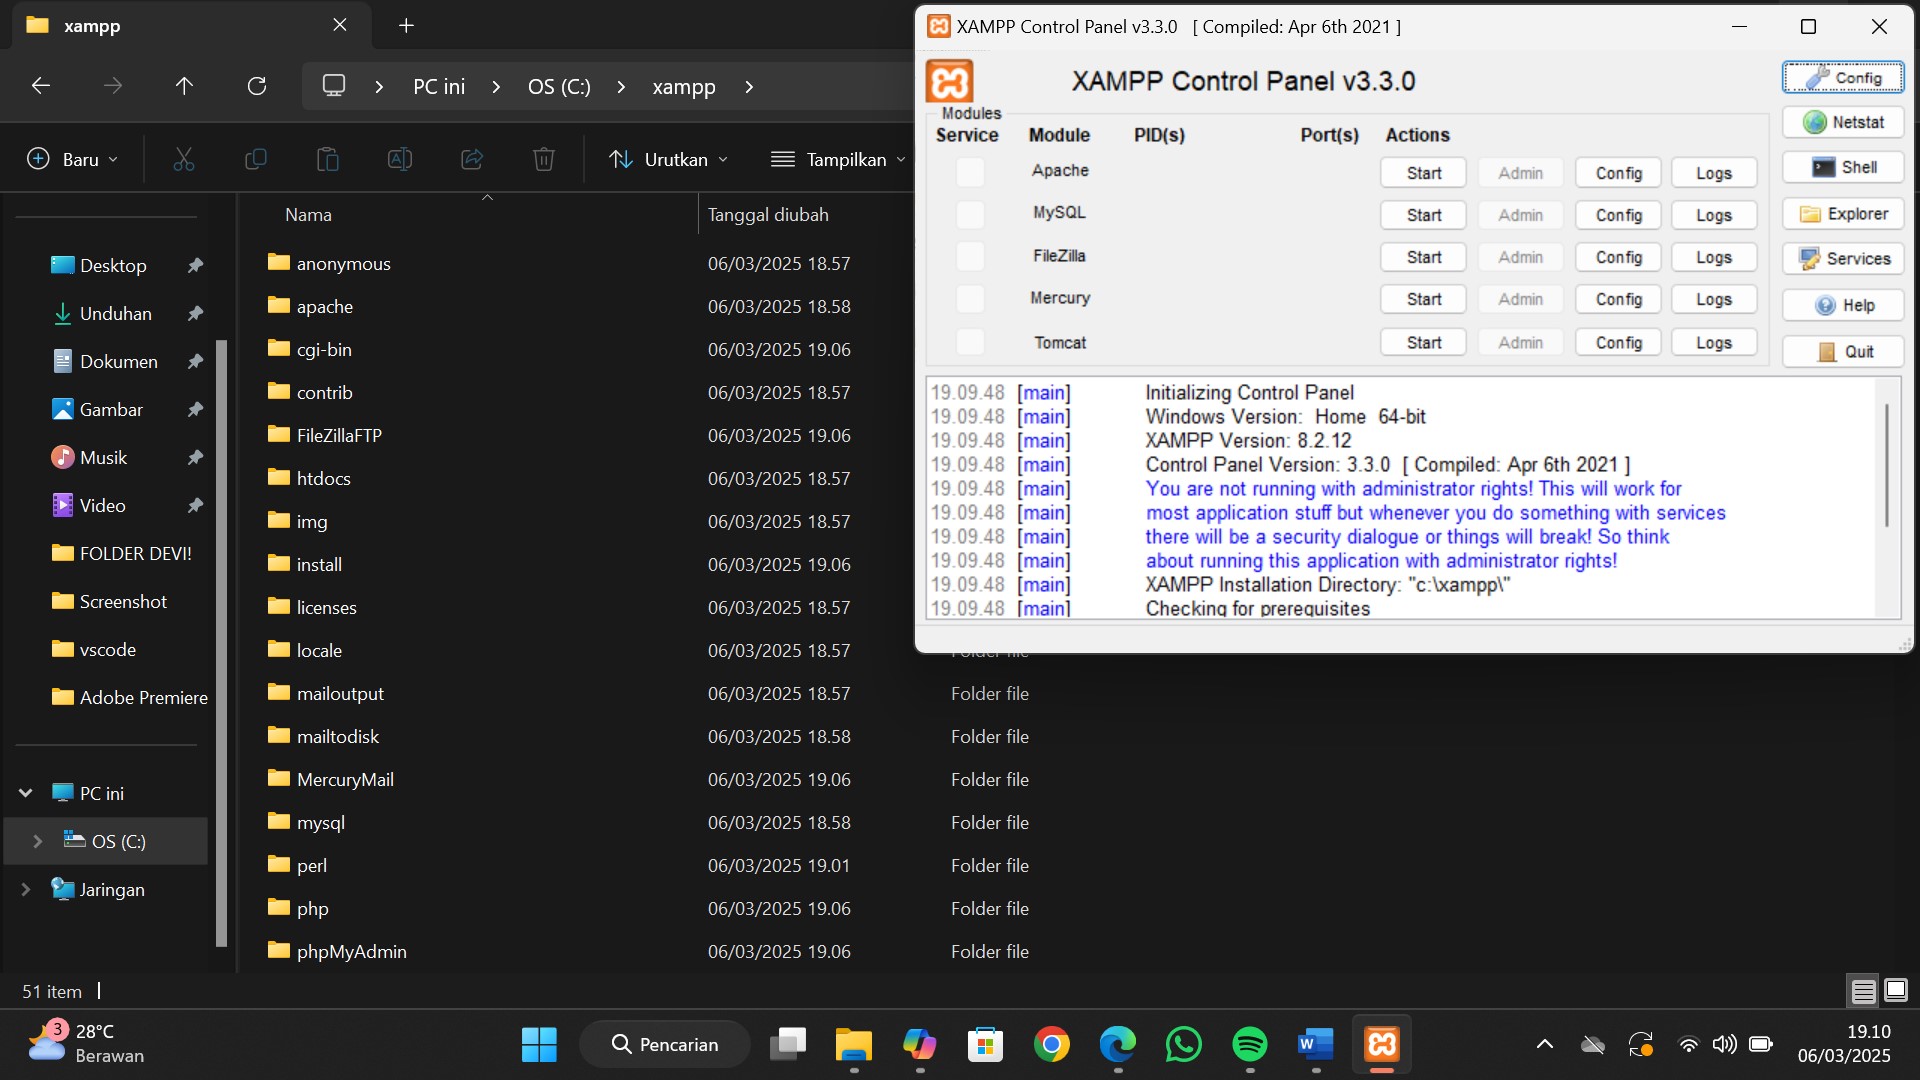 xampp
PC ini > OS (C:) > xampp >
Baru
Urutkan
Tampilkan
Nama
Tanggal diubah
Desktop
Unduhan
Dokumen
Gambar
Musik
Video
FOLDER DEVI!
Screenshot
vscode
Adobe Premiere
PC ini
OS (C:)
Jaringan
anonymous 06/03/2025 18.57
apache 06/03/2025 18.58
cgi-bin 06/03/2025 19.06
contrib 06/03/2025 18.57
FileZillaFTP 06/03/2025 19.06
htdocs 06/03/2025 18.57
img 06/03/2025 18.57
install 06/03/2025 19.06
licenses 06/03/2025 18.57
locale 06/03/2025 18.57 Folder file
mailoutput 06/03/2025 18.57 Folder file
mailtodisk 06/03/2025 18.58 Folder file
MercuryMail 06/03/2025 19.06 Folder file
mysql 06/03/2025 18.58 Folder file
perl 06/03/2025 19.01 Folder file
php 06/03/2025 19.06 Folder file
phpMyAdmin 06/03/2025 19.06 Folder file
51 item
XAMPP Control Panel v3.3.0 [ Compiled: Apr 6th 2021 ]
XAMPP Control Panel v3.3.0
Modules
Service Module PID(s) Port(s) Actions
Apache Start Admin Config Logs
MySQL Start Admin Config Logs
FileZilla Start Admin Config Logs
Mercury Start Admin Config Logs
Tomcat Start Admin Config Logs
Config
Netstat
Shell
Explorer
Services
Help
Quit
19.09.48 [main] Initializing Control Panel
19.09.48 [main] Windows Version: Home 64-bit
19.09.48 [main] XAMPP Version: 8.2.12
19.09.48 [main] Control Panel Version: 3.3.0 [ Compiled: Apr 6th 2021 ]
19.09.48 [main] You are not running with administrator rights! This will work for
19.09.48 [main] most application stuff but whenever you do something with services
19.09.48 [main] there will be a security dialogue or things will break! So think
19.09.48 [main] about running this application with administrator rights!
19.09.48 [main] XAMPP Installation Directory: "c:\xampp\"
19.09.48 [main] Checking for prerequisites
3
28°C
Berawan
Pencarian
19.10
06/03/2025